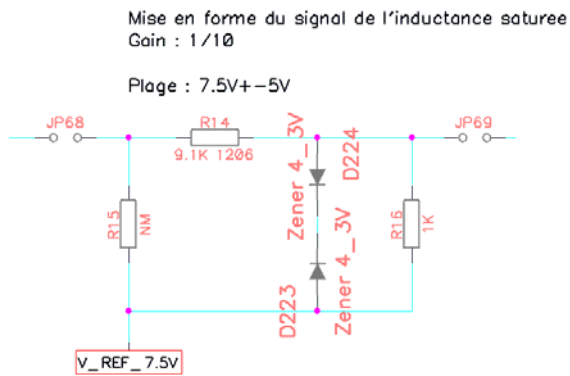 Mise en forme du signal de l'inductance saturee
Gain : 1/10
Plage : 7.5V+-5V
JP68
R14
9.1K 1206
JP69
Zener 4_3V
D224
R15
NM
R16
1K
D223
Zener 4_3V
V_REF_7.5V